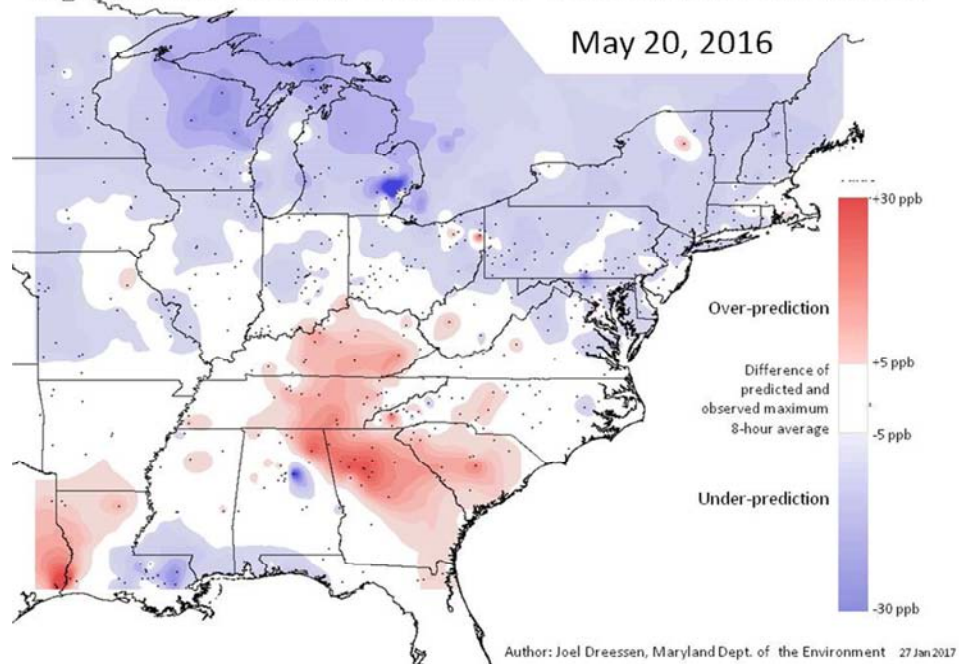 May 20, 2016
+30 ppb
Over-prediction
+5 ppb
Difference of
predicted and
observed maximum
8-hour average
-5 ppb
Under-prediction
-30 ppb
Author: Joel Dreessen, Maryland Dept. of the Environment 27 Jan 2017